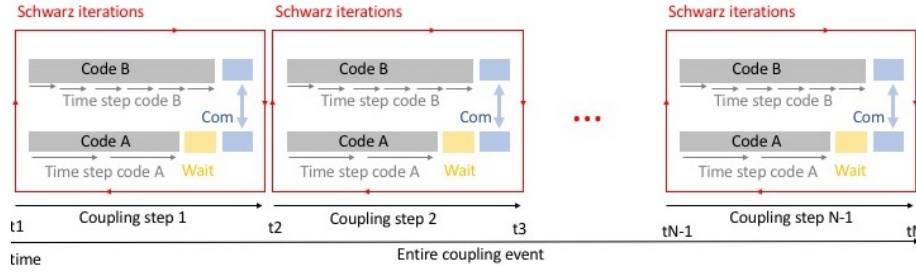 Schwarz iterations
Schwarz iterations
Schwarz iterations
Code B
Code B
Code B
Time step code B
Time step code B
Time step code B
Com
Com
Com
...
Code A
Code A
Code A
Time step code A
Wait
Time step code A
Wait
Time step code A
Wait
t1
Coupling step 1
t2
Coupling step 2
t3
tN-1
Coupling step N-1
tN
time
Entire coupling event